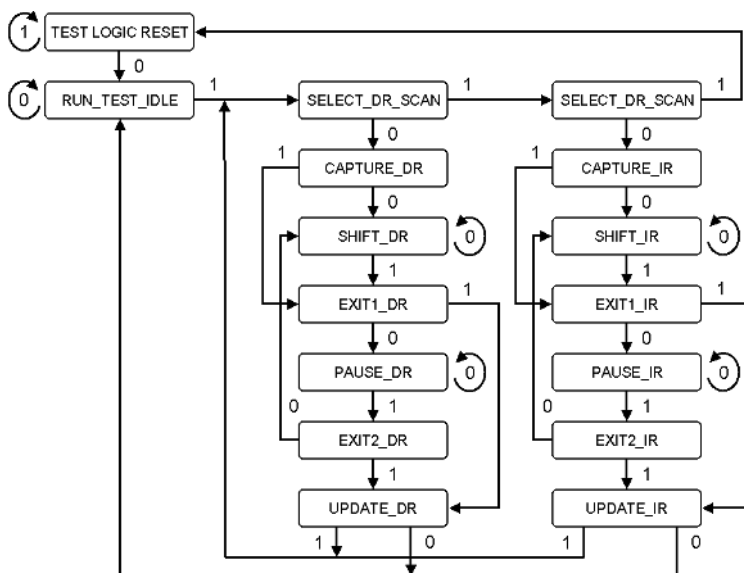 1 TEST LOGIC RESET
0
0 RUN_TEST_IDLE 1 SELECT_DR_SCAN 1 SELECT_DR_SCAN 1
0 0
1 CAPTURE_DR 1 CAPTURE_IR
0 0
SHIFT_DR 0 SHIFT_IR 0
1 1
EXIT1_DR 1 EXIT1_IR 1
0 0
PAUSE_DR 0 PAUSE_IR 0
0 1 0 1
EXIT2_DR EXIT2_IR
1 1
UPDATE_DR UPDATE_IR
1 0 1 0